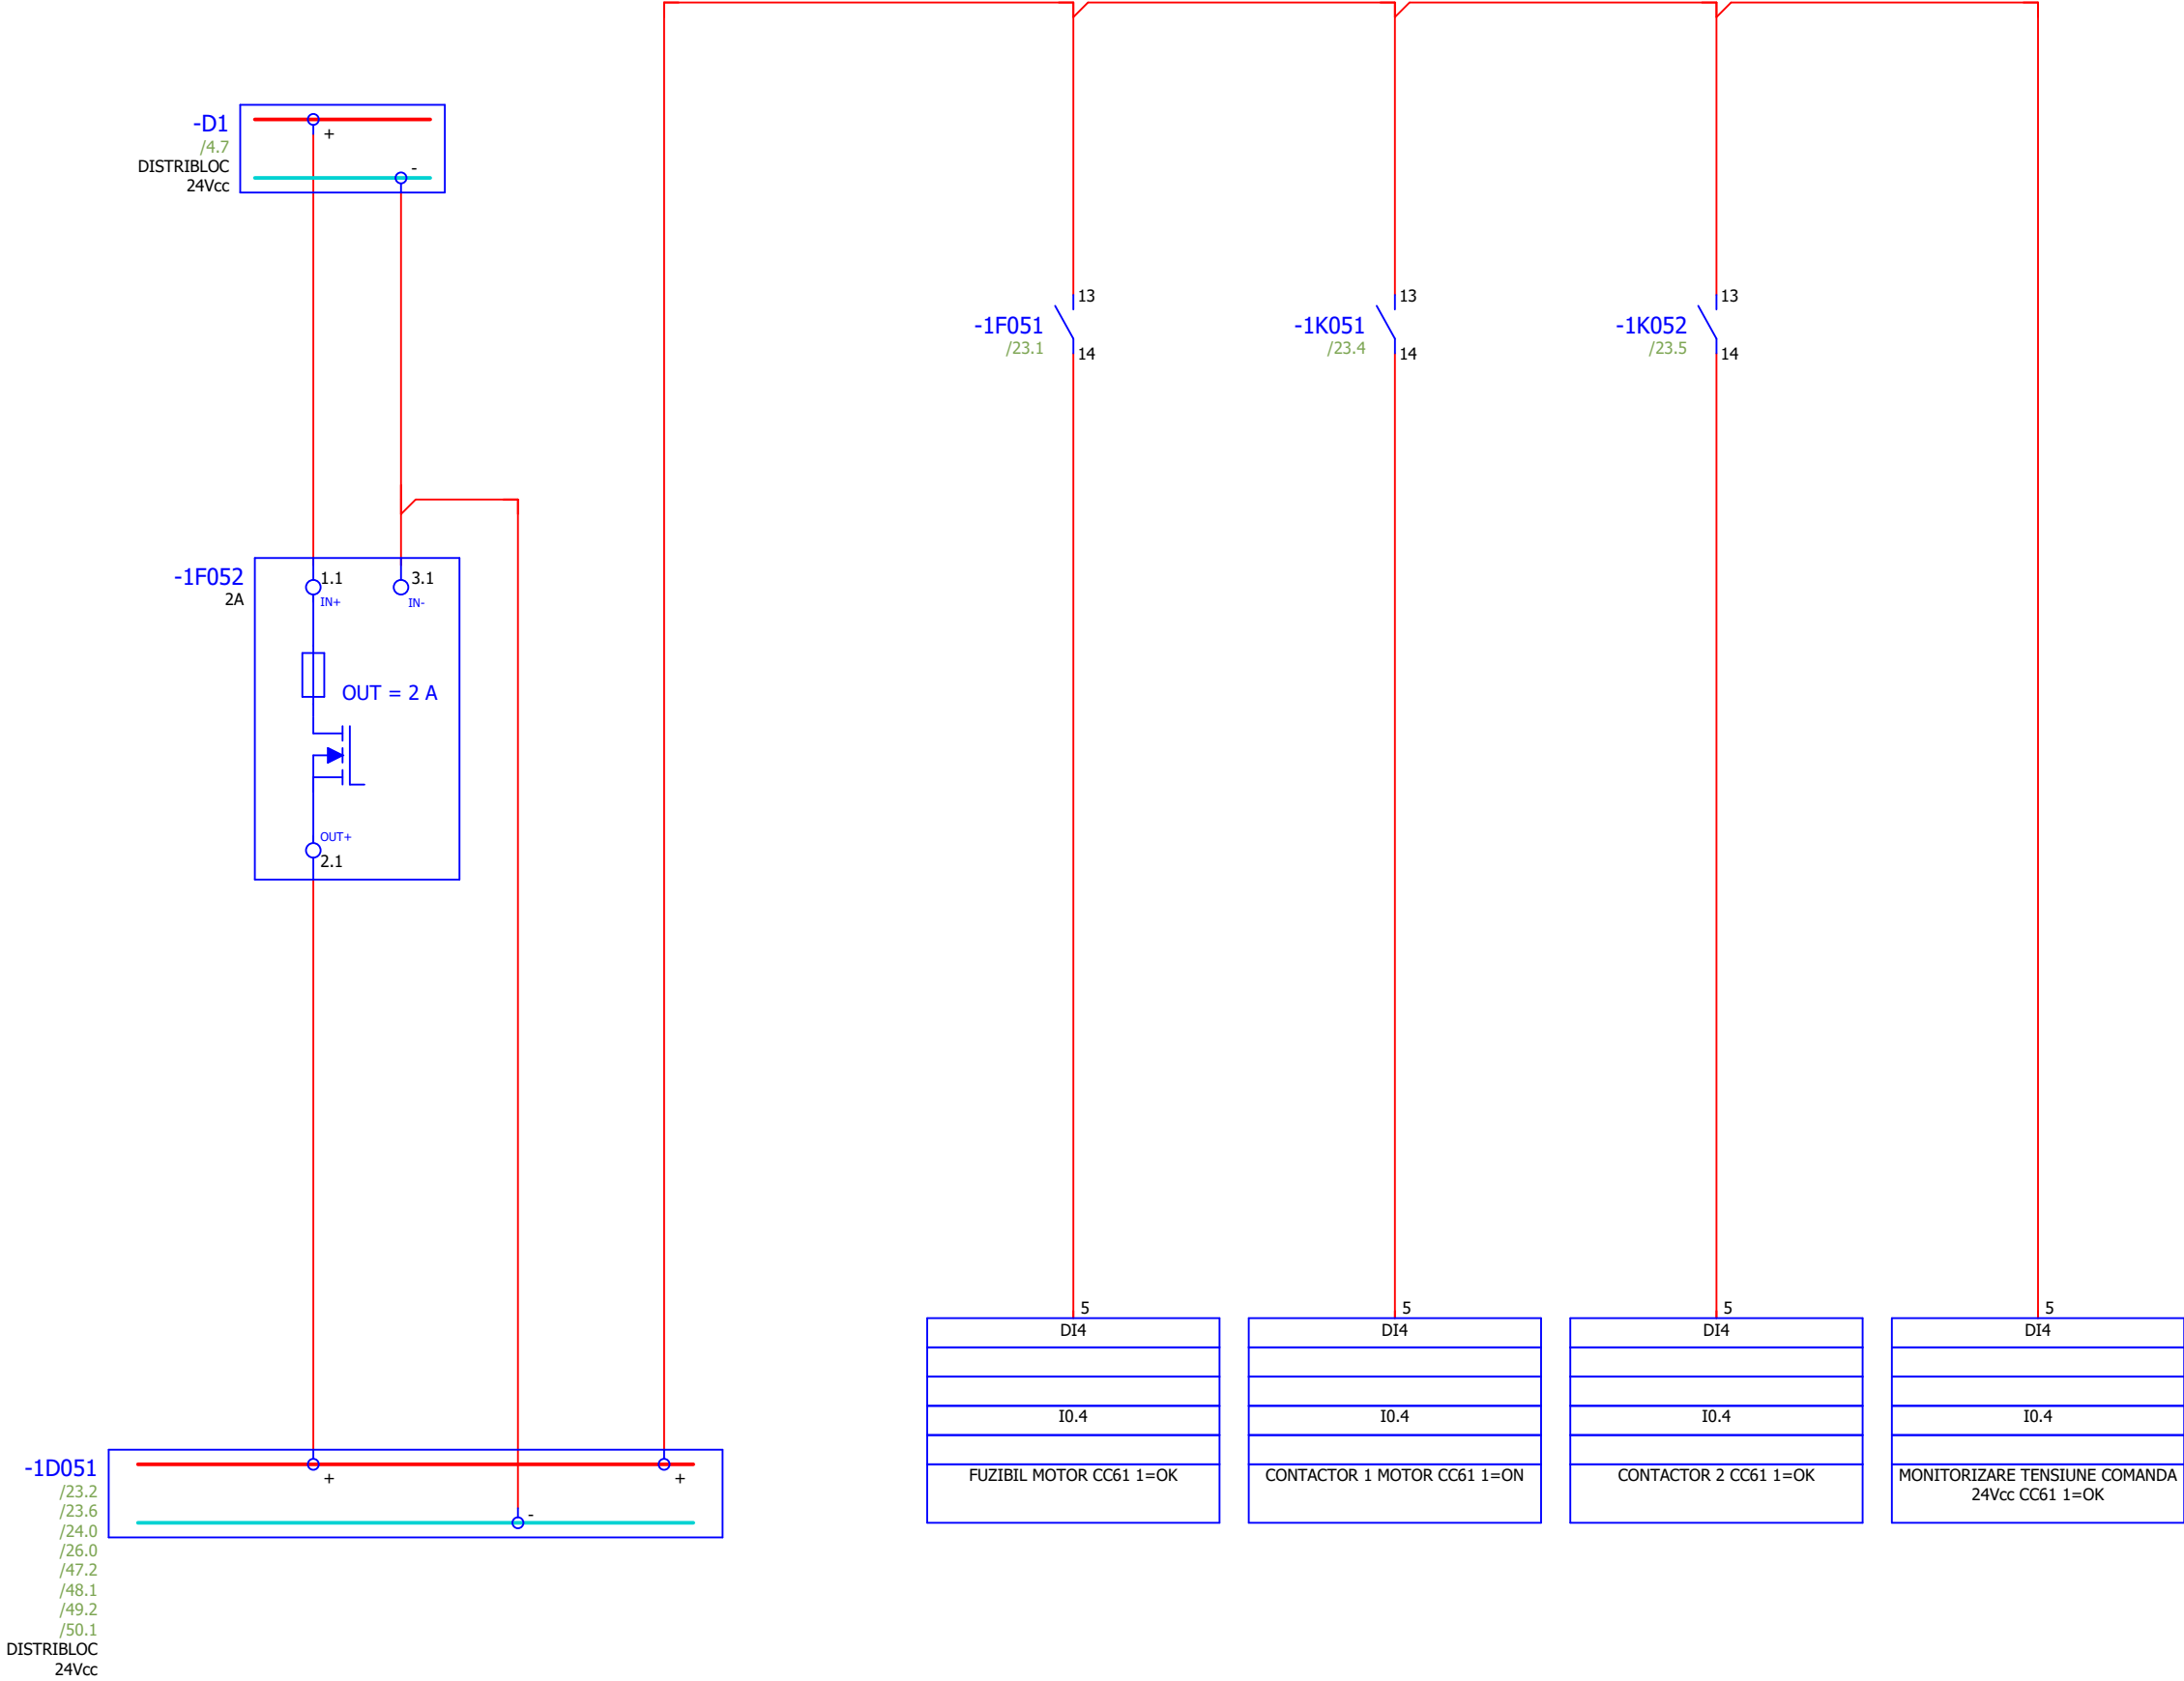 -D1
/4.7
DISTRIBLOC
24Vcc
+
-
-1F051
/23.1
13
14
-1K051
/23.4
13
14
-1K052
/23.5
13
14
-1F052
2A
1.1
IN+
3.1
IN-
OUT = 2 A
OUT+
2.1
5
DI4
I0.4
FUZIBIL MOTOR CC61 1=OK
5
DI4
I0.4
CONTACTOR 1 MOTOR CC61 1=ON
5
DI4
I0.4
CONTACTOR 2 CC61 1=OK
5
DI4
I0.4
MONITORIZARE TENSIUNE COMANDA
24Vcc CC61 1=OK
-1D051
/23.2
/23.6
/24.0
/26.0
/47.2
/48.1
/49.2
/50.1
DISTRIBLOC
24Vcc
+
-
+